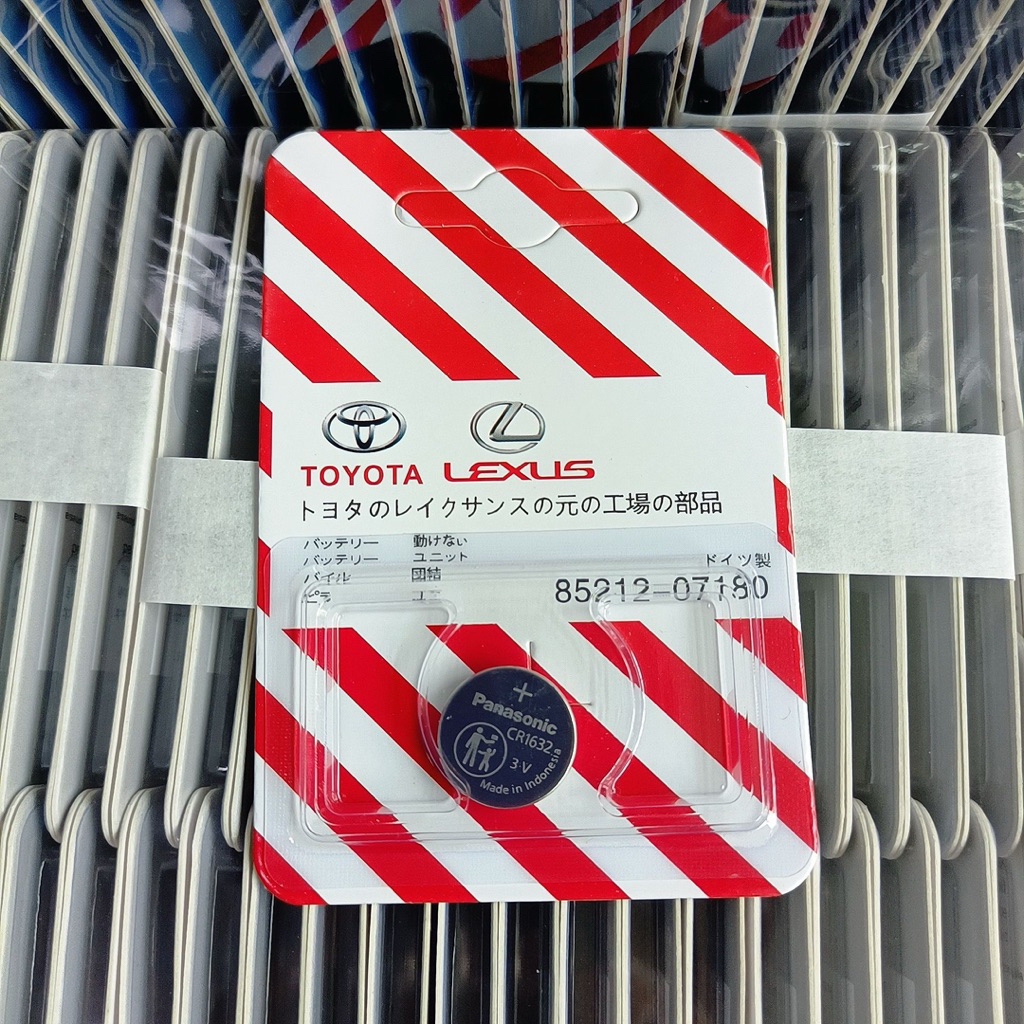 TOYOTA LEXUS
トヨタのレイクサンスの元の工場の部品
バッテリー 動けない
バッテリー ユニット
パイル 団結
ドイツ製
85212-07180
+
Panasonic
CR1632
3V
Made in Indonesia